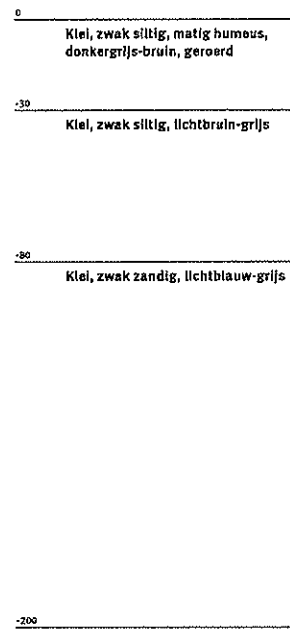 0
Klei, zwak siltig, matig humeus,
donkergrijs-bruin, geroerd
-30
Klei, zwak siltig, lichtbruin-grijs
-80
Klei, zwak zandig, lichtblauw-grijs
-200